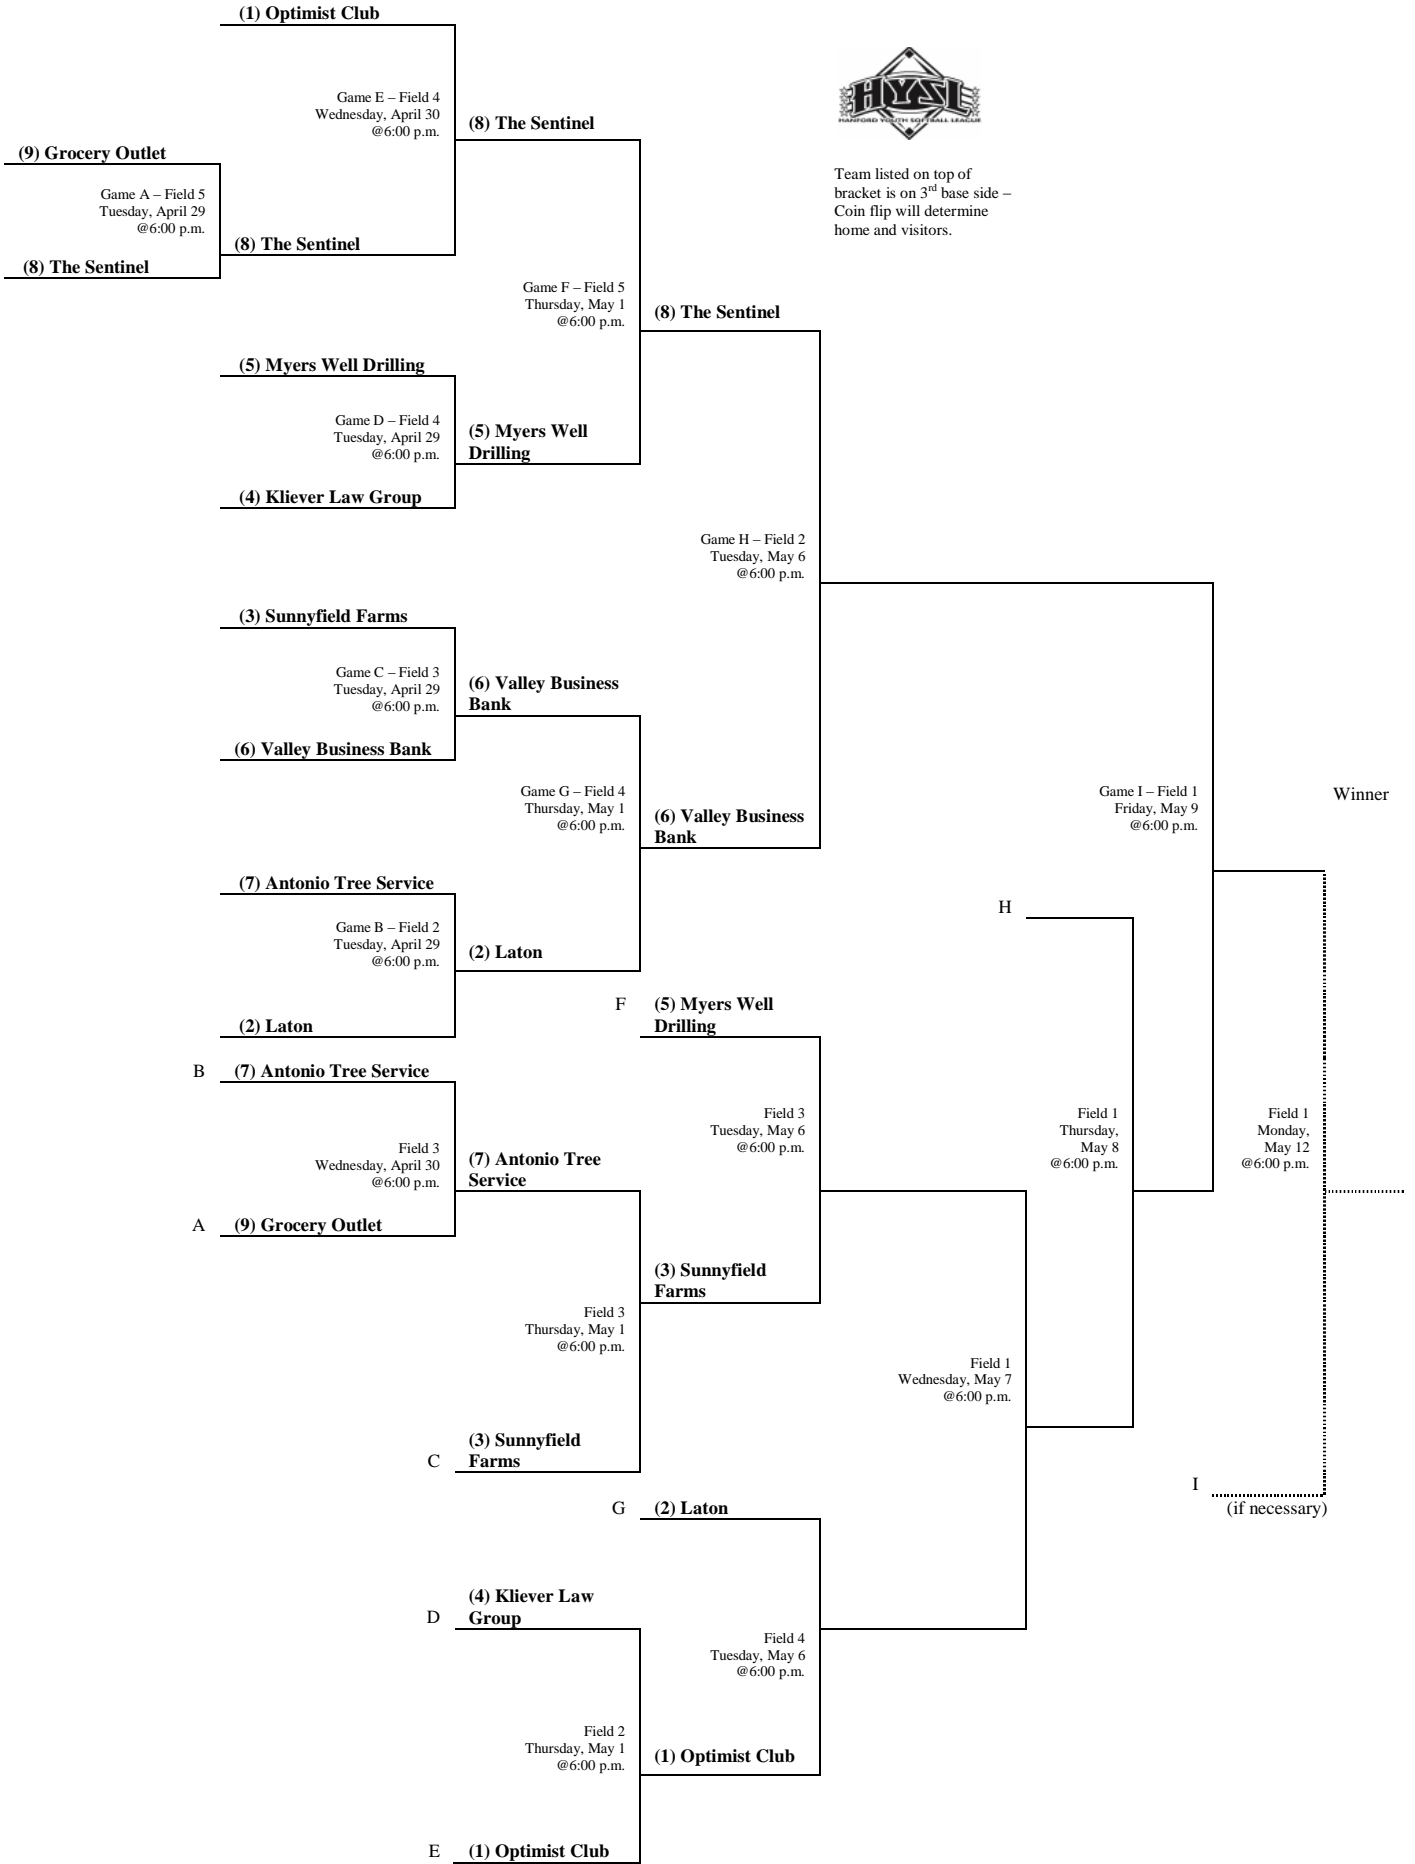 (1) Optimist Club
Game E – Field 4
Wednesday, April 30
@6:00 p.m.
(8) The Sentinel
HYSL
HANFORD YOUTH SOFTBALL LEAGUE
(9) Grocery Outlet
Game A – Field 5
Tuesday, April 29
@6:00 p.m.
(8) The Sentinel
(8) The Sentinel
Team listed on top of
bracket is on 3rd base side –
Coin flip will determine
home and visitors.
Game F – Field 5
Thursday, May 1
@6:00 p.m.
(8) The Sentinel
(5) Myers Well Drilling
Game D – Field 4
Tuesday, April 29
@6:00 p.m.
(5) Myers Well
Drilling
(4) Kliever Law Group
Game H – Field 2
Tuesday, May 6
@6:00 p.m.
(3) Sunnyfield Farms
Game C – Field 3
Tuesday, April 29
@6:00 p.m.
(6) Valley Business
Bank
(6) Valley Business Bank
Game G – Field 4
Thursday, May 1
@6:00 p.m.
(6) Valley Business
Bank
Game I – Field 1
Friday, May 9
@6:00 p.m.
Winner
(7) Antonio Tree Service
Game B – Field 2
Tuesday, April 29
@6:00 p.m.
(2) Laton
H
(2) Laton
F
(5) Myers Well
Drilling
B
(7) Antonio Tree Service
Field 3
Wednesday, April 30
@6:00 p.m.
(7) Antonio Tree
Service
Field 3
Tuesday, May 6
@6:00 p.m.
Field 1
Thursday,
May 8
@6:00 p.m.
Field 1
Monday,
May 12
@6:00 p.m.
A
(9) Grocery Outlet
(3) Sunnyfield
Farms
Field 3
Thursday, May 1
@6:00 p.m.
Field 1
Wednesday, May 7
@6:00 p.m.
C
(3) Sunnyfield
Farms
I
(if necessary)
G
(2) Laton
D
(4) Kliever Law
Group
Field 4
Tuesday, May 6
@6:00 p.m.
Field 2
Thursday, May 1
@6:00 p.m.
(1) Optimist Club
E
(1) Optimist Club